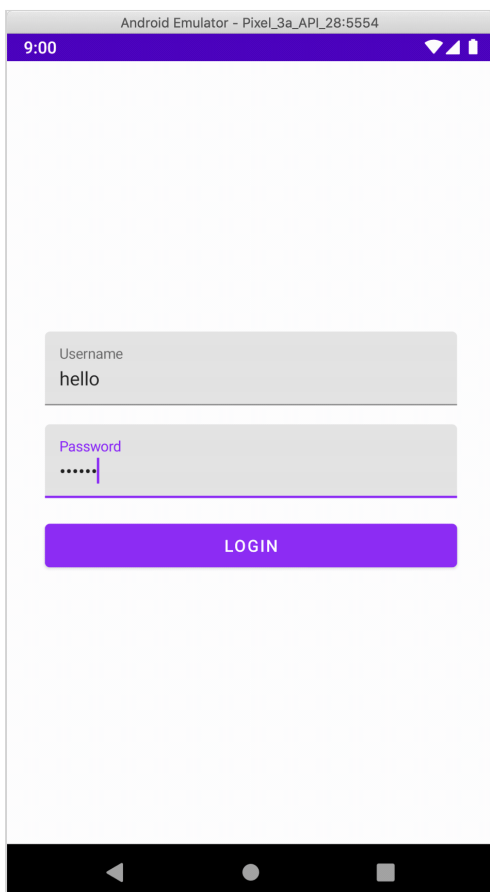 Android Emulator - Pixel_3a_API_28:5554
9:00
Username
hello
Password
••••••
LOGIN